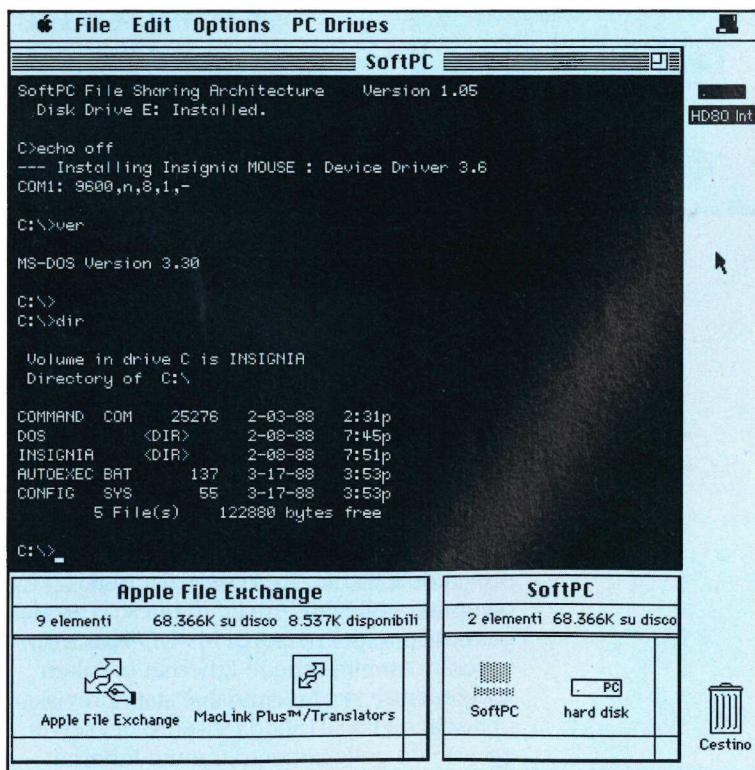 File Edit Options PC Drives
SoftPC
SoftPC File Sharing Architecture Version 1.05
Disk Drive E: Installed.
C>echo off
--- Installing Insignia MOUSE : Device Driver 3.6
COM1: 9600,n,8,1,-
C:\>ver
MS-DOS Version 3.30
C:\>
C:\>dir
Volume in drive C is INSIGNIA
Directory of C:\
COMMAND COM 25276 2-03-88 2:31p
DOS <DIR> 2-08-88 7:45p
INSIGNIA <DIR> 2-08-88 7:51p
AUTOEXEC BAT 137 3-17-88 3:53p
CONFIG SYS 55 3-17-88 3:53p
5 File(s) 122880 bytes free
C:\>_
HD80 Int
Apple File Exchange
9 elementi 68.366K su disco 8.537K disponibili
Apple File Exchange MacLink Plus™/Translators
SoftPC
2 elementi 68.366K su disco
PC
SoftPC hard disk
Cestino